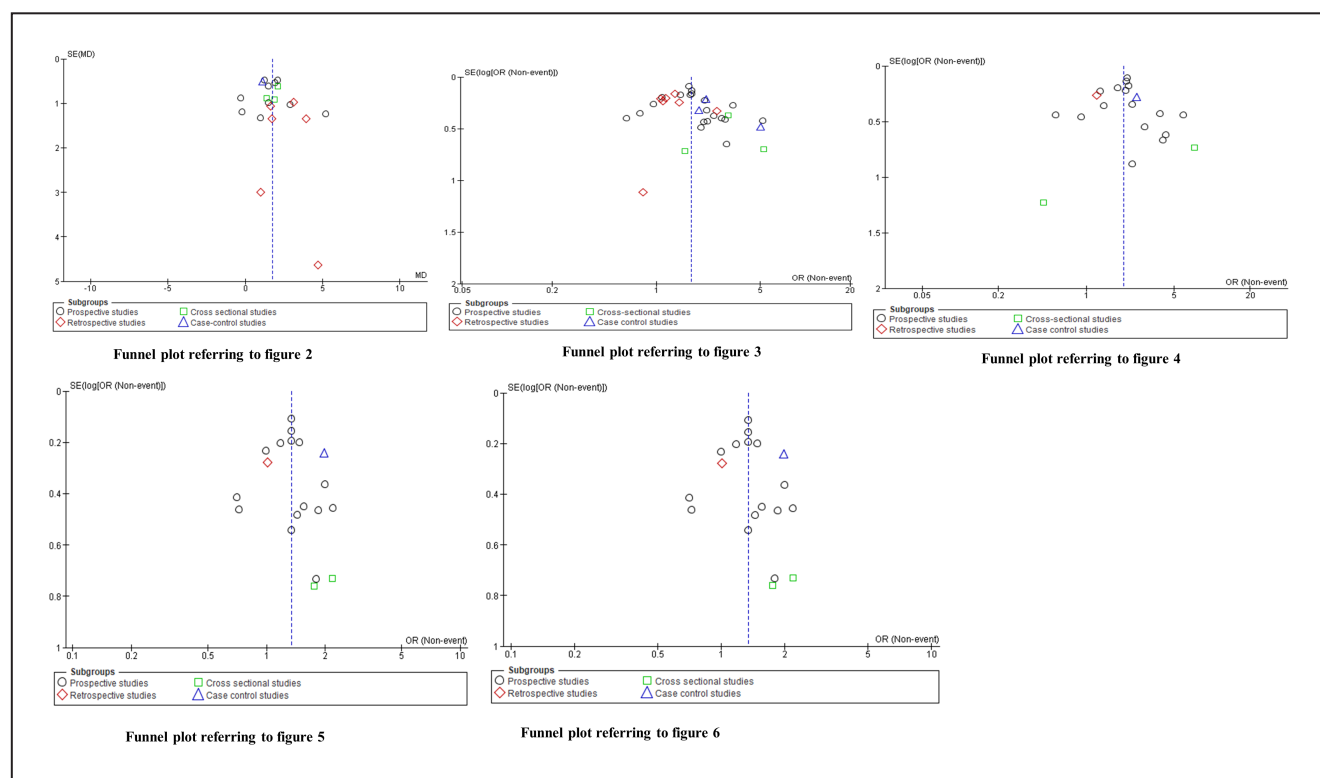 SE(MD)
0
1
2
3
4
5
-10 -5 0 5 10
MD
Subgroups
Prospective studies Cross sectional studies
Retrospective studies Case-control studies
Funnel plot referring to figure 2
SE(log[OR (Non-event)])
0
0.5
1
1.5
2
0.05 0.2 1 5 20
OR (Non-event)
Subgroups
Prospective studies Cross-sectional studies
Retrospective studies Case control studies
Funnel plot referring to figure 3
SE(log[OR (Non-event)])
0
0.5
1
1.5
2
0.05 0.2 1 5 20
OR (Non-event)
Subgroups
Prospective studies Cross-sectional studies
Retrospective studies Case control studies
Funnel plot referring to figure 4
SE(log[OR (Non-event)])
0
0.2
0.4
0.6
0.8
1
0.1 0.2 0.5 1 2 5 10
OR (Non-event)
Subgroups
Prospective studies Cross sectional studies
Retrospective studies Case control studies
Funnel plot referring to figure 5
SE(log[OR (Non-event)])
0
0.2
0.4
0.6
0.8
1
0.1 0.2 0.5 1 2 5 10
OR (Non-event)
Subgroups
Prospective studies Cross sectional studies
Retrospective studies Case control studies
Funnel plot referring to figure 6